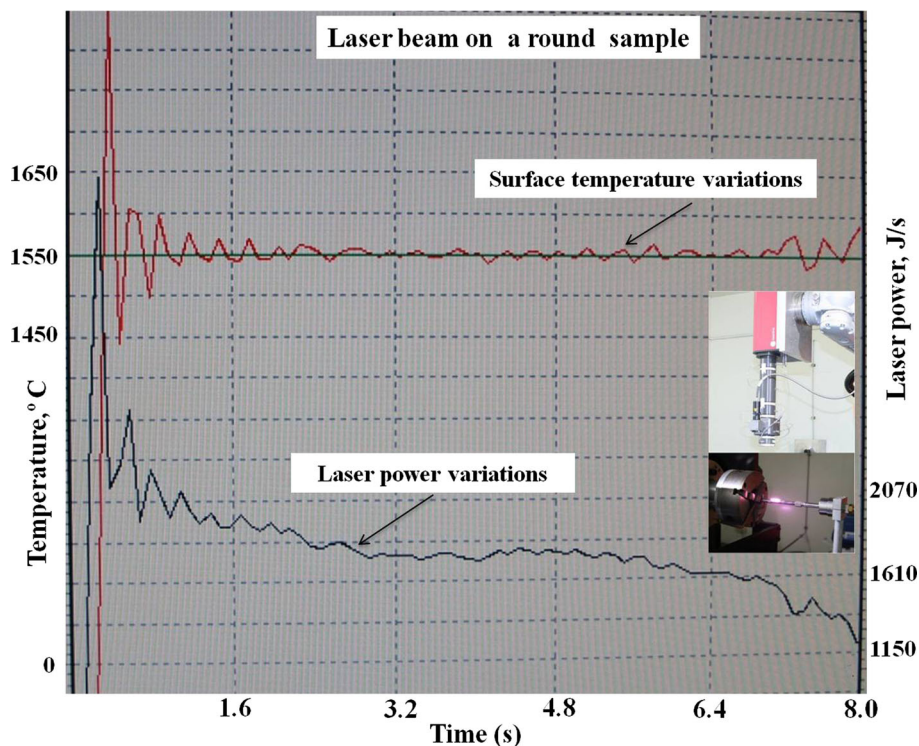 Laser beam on a round sample
1650
1550
1450
0
Temperature,º C
Surface temperature variations
Laser power variations
Laser power, J/s
2070
1610
1150
1.6
3.2
4.8
6.4
8.0
Time (s)